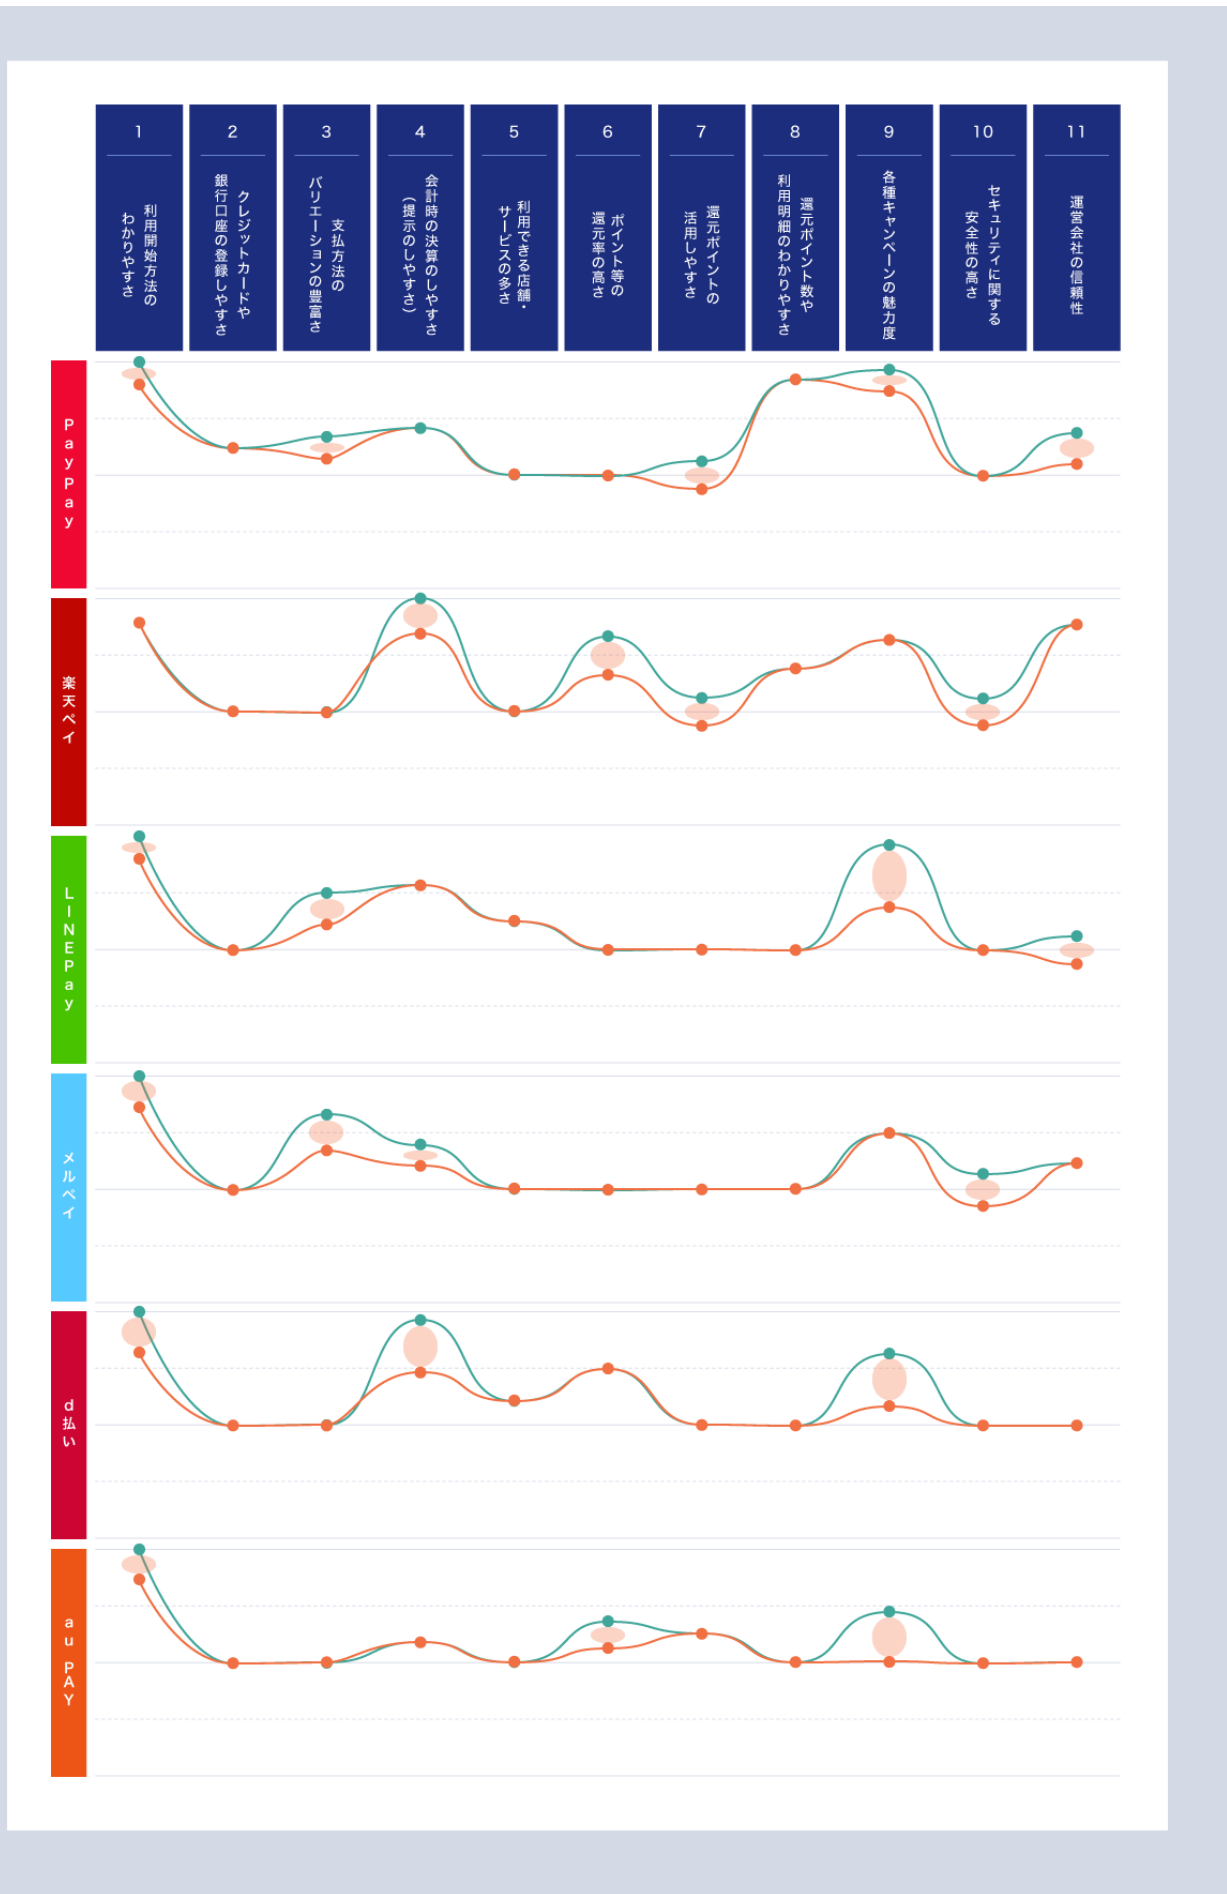 1
利用開始方法の
わかりやすさ
2
クレジットカードや
銀行口座の登録しやすさ
3
支払方法の
バリエーションの豊富さ
4
会計時の決算のしやすさ
（提示のしやすさ）
5
利用できる店舗・
サービスの多さ
6
ポイント等の
還元率の高さ
7
還元ポイントの
活用しやすさ
8
還元ポイント数や
利用明細のわかりやすさ
9
各種キャンペーンの魅力度
10
セキュリティに関する
安全性の高さ
11
運営会社の信頼性
PayPay
楽天ペイ
LINEPay
メルペイ
d払い
au PAY